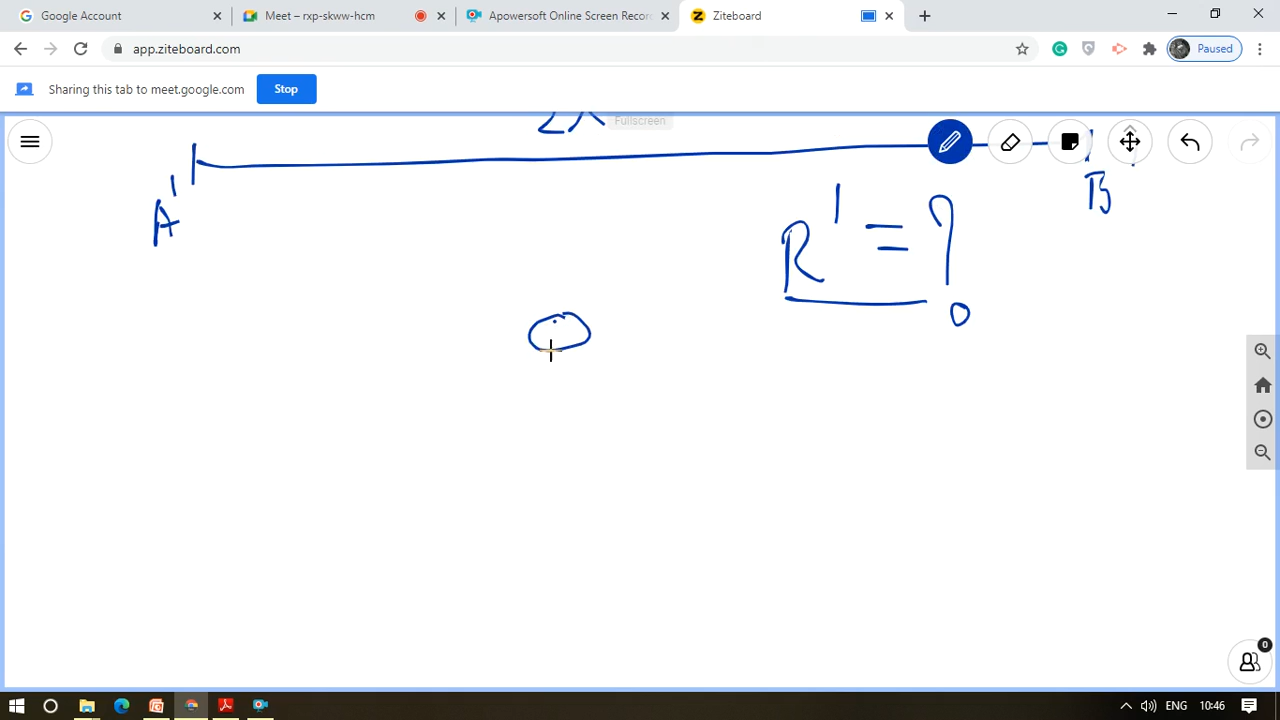 Google Account
Meet – rxp-skww-hcm
Apowersoft Online Screen Recor
Ziteboard
app.ziteboard.com
Paused
Sharing this tab to meet.google.com
Stop
Fullscreen
A'
B
R' = ?
0
ENG
10:46